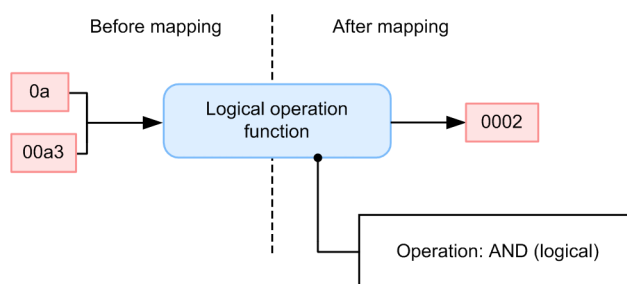 Before mapping
After mapping
0a
00a3
Logical operation
function
0002
Operation: AND (logical)